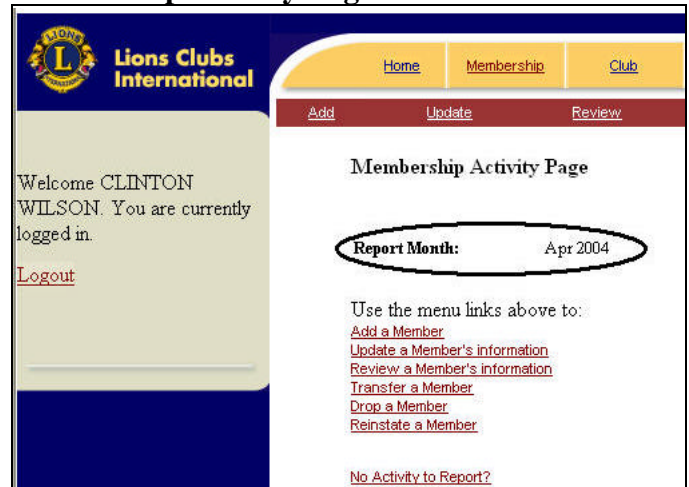 LIONS
L
INTERNATIONAL
Lions Clubs
International
Home Membership Club
Add Update Review
Welcome CLINTON
WILSON. You are currently
logged in.
Logout
Membership Activity Page
Report Month: Apr 2004
Use the menu links above to:
Add a Member
Update a Member's information
Review a Member's information
Transfer a Member
Drop a Member
Reinstate a Member
No Activity to Report?